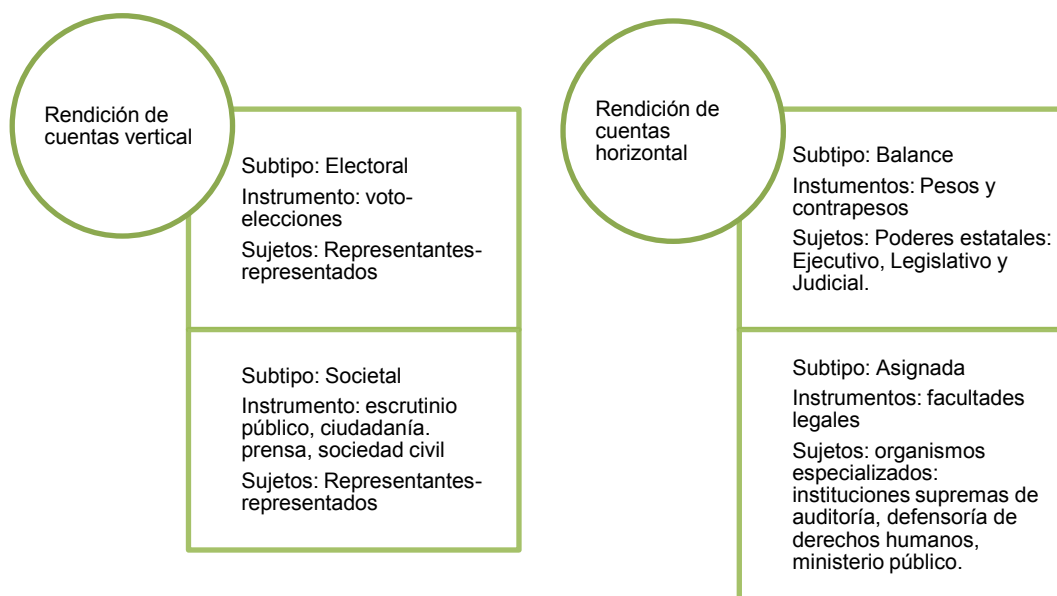 Rendición de
cuentas vertical
Subtipo: Electoral
Instrumento: voto-
elecciones
Sujetos: Representantes-
representados
Subtipo: Societal
Instrumento: escrutinio
público, ciudadanía.
prensa, sociedad civil
Sujetos: Representantes-
representados
Rendición de
cuentas
horizontal
Subtipo: Balance
Instumentos: Pesos y
contrapesos
Sujetos: Poderes estatales:
Ejecutivo, Legislativo y
Judicial.
Subtipo: Asignada
Instrumentos: facultades
legales
Sujetos: organismos
especializados:
instituciones supremas de
auditoría, defensoría de
derechos humanos,
ministerio público.